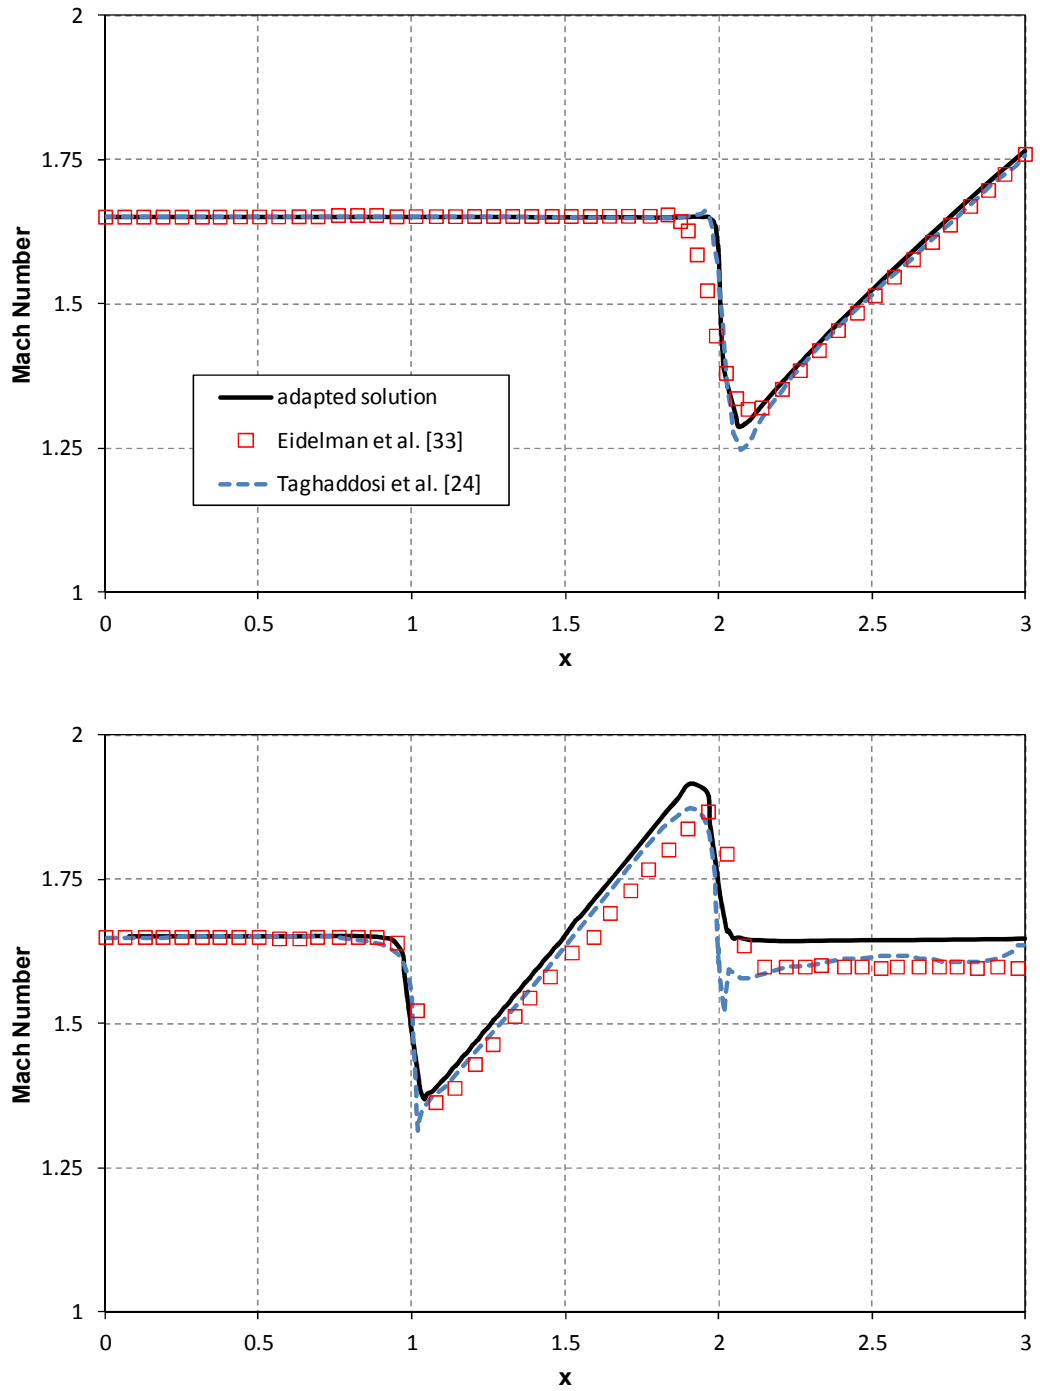 2
1.75
1.5
1.25
1
Mach Number
adapted solution
Eidelman et al. [33]
Taghaddosi et al. [24]
0 0.5 1 1.5 2 2.5 3
x
2
1.75
1.5
1.25
1
Mach Number
0 0.5 1 1.5 2 2.5 3
x